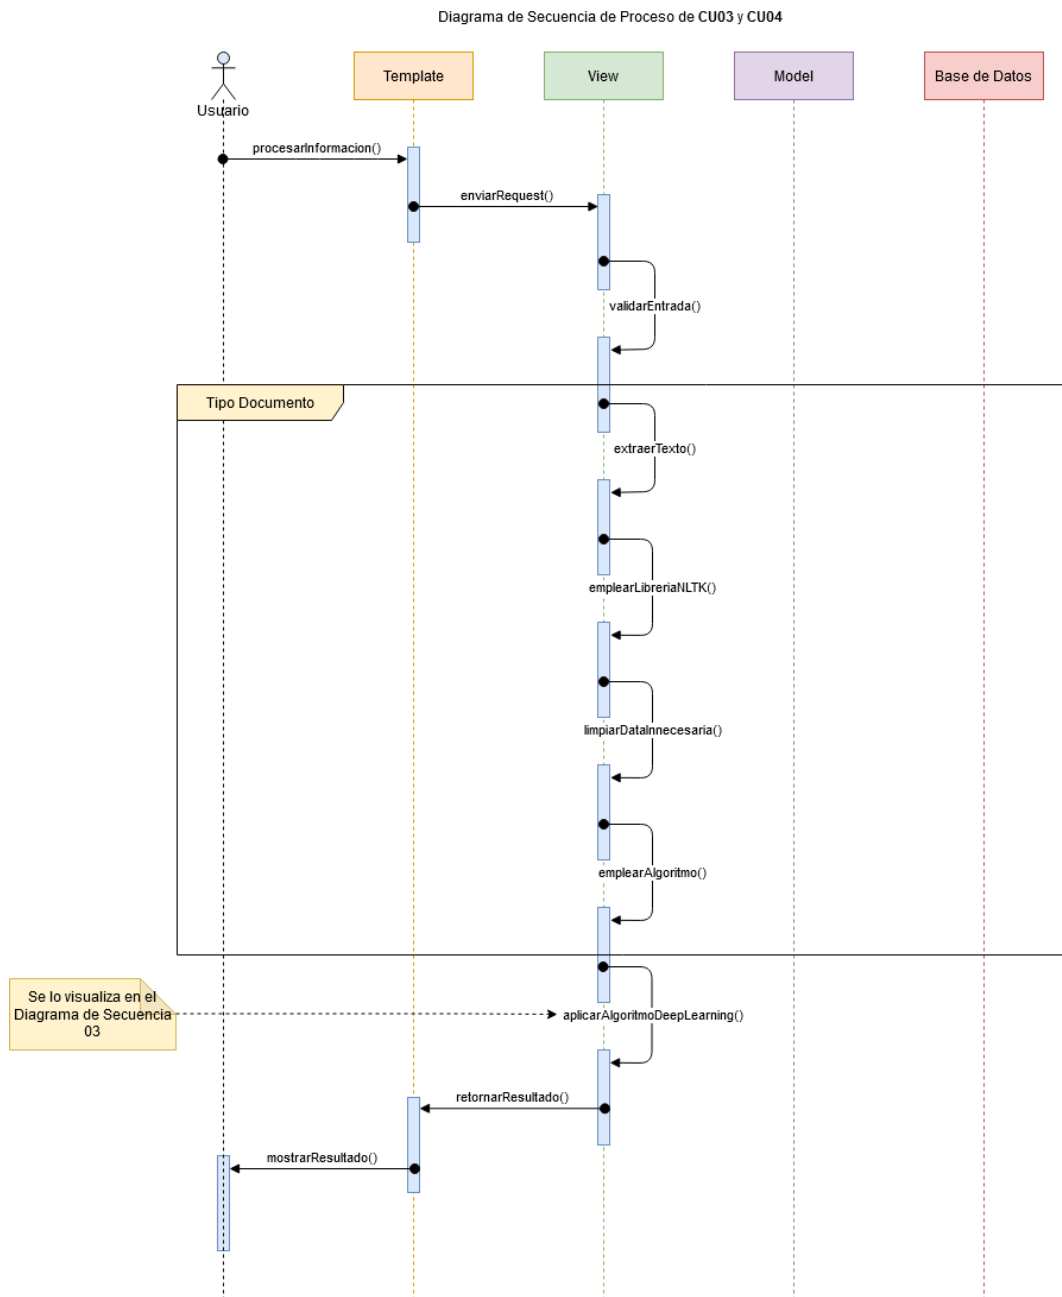 Diagrama de Secuencia de Proceso de CU03 y CU04
Usuario
Template
View
Model
Base de Datos
procesarInformacion()
enviarRequest()
validarEntrada()
Tipo Documento
extraerTexto()
emplearLibreriaNLTK()
limpiarDataInnecesaria()
emplearAlgoritmo()
Se lo visualiza en el
Diagrama de Secuencia
03
aplicarAlgoritmoDeepLearning()
retornarResultado()
mostrarResultado()